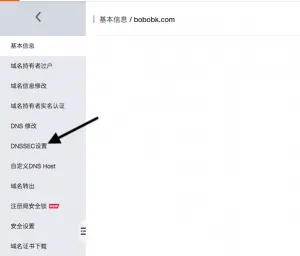 基本信息 / bobobk.com
基本信息
域名持有者过户
域名信息修改
域名持有者实名认证
DNS 修改
DNSSEC设置
自定义DNS Host
域名转出
注册局安全锁
安全设置
域名证书下载